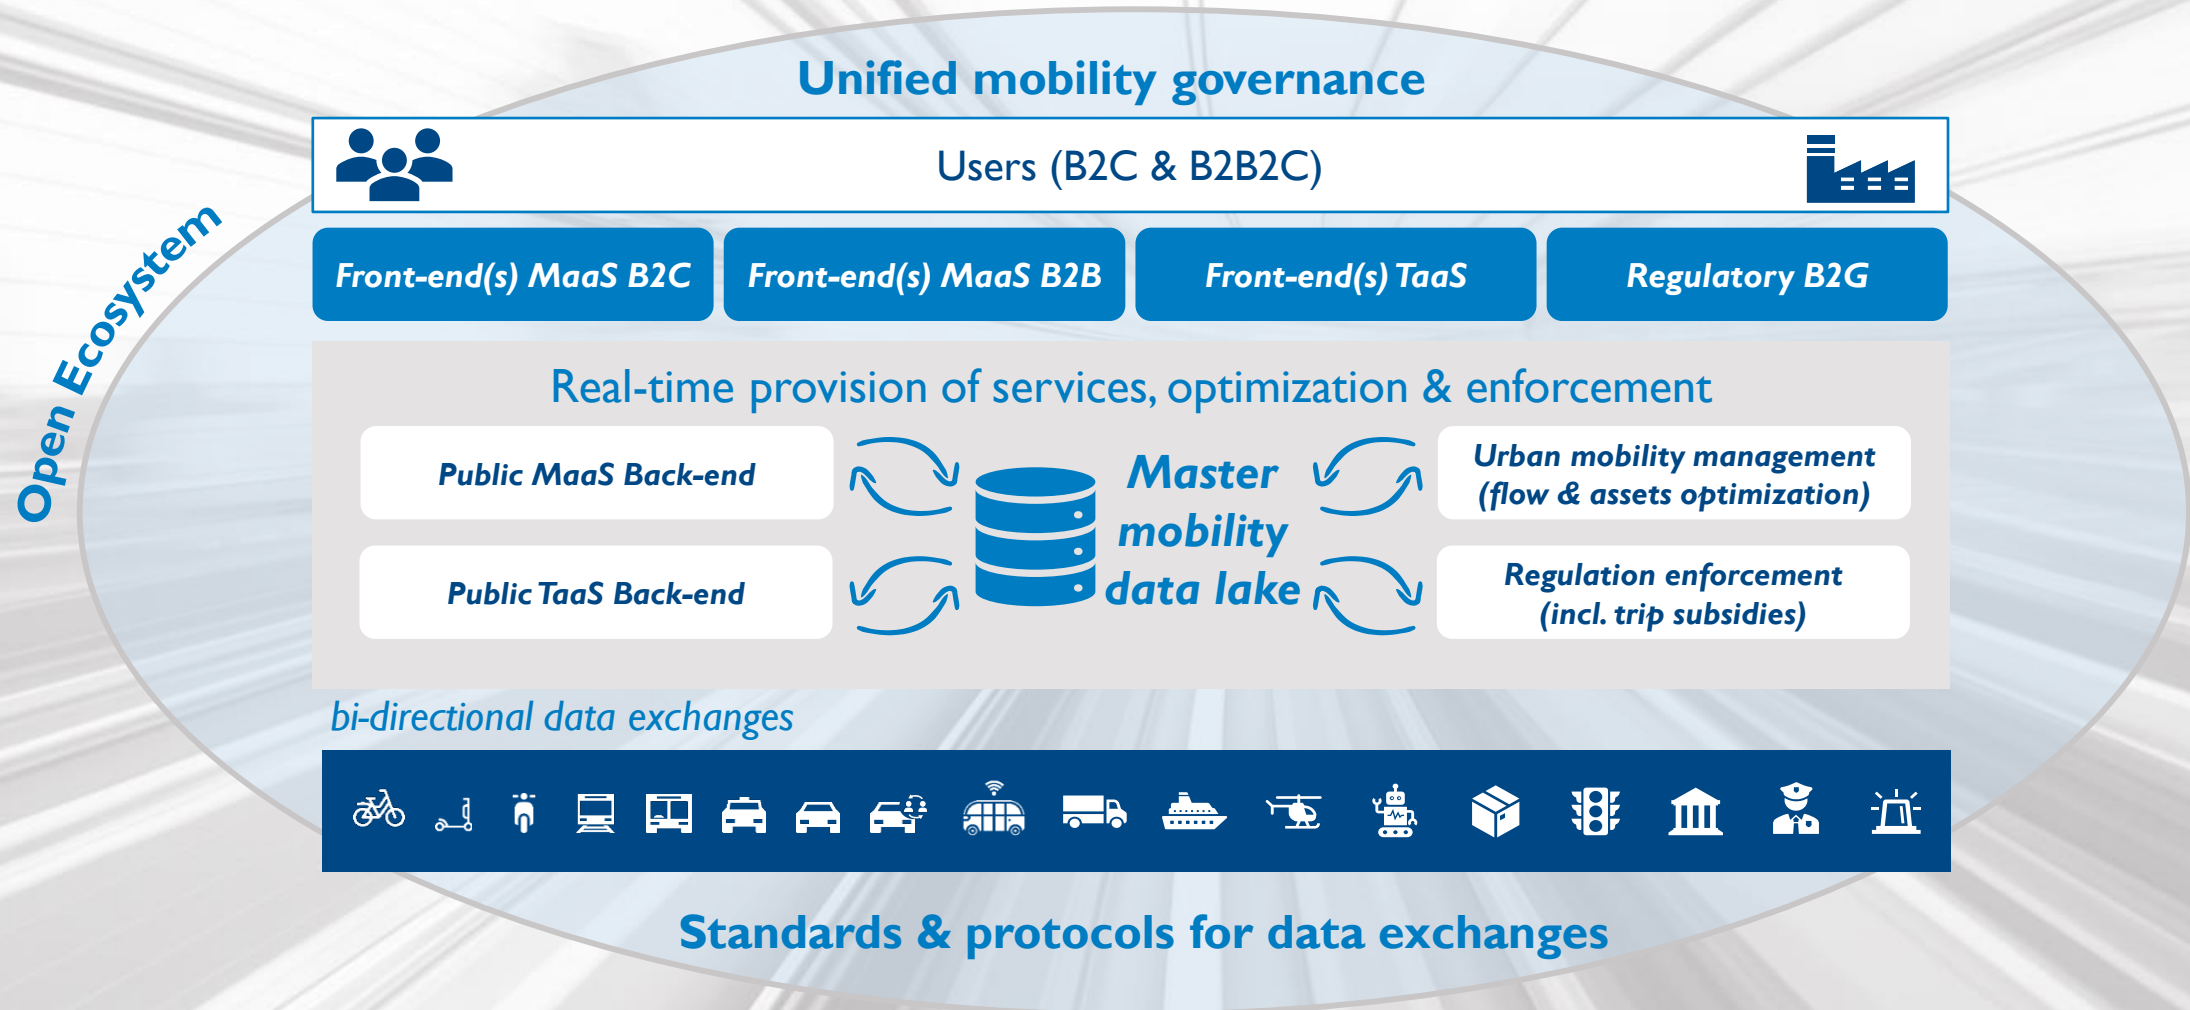 Unified mobility governance
Users (B2C & B2B2C)
Open Ecosystem
Front-end(s) MaaS B2C
Front-end(s) MaaS B2B
Front-end(s) TaaS
Regulatory B2G
Real-time provision of services, optimization & enforcement
Public MaaS Back-end
Public TaaS Back-end
Master
mobility
data lake
Urban mobility management
(flow & assets optimization)
Regulation enforcement
(incl. trip subsidies)
bi-directional data exchanges
Standards & protocols for data exchanges